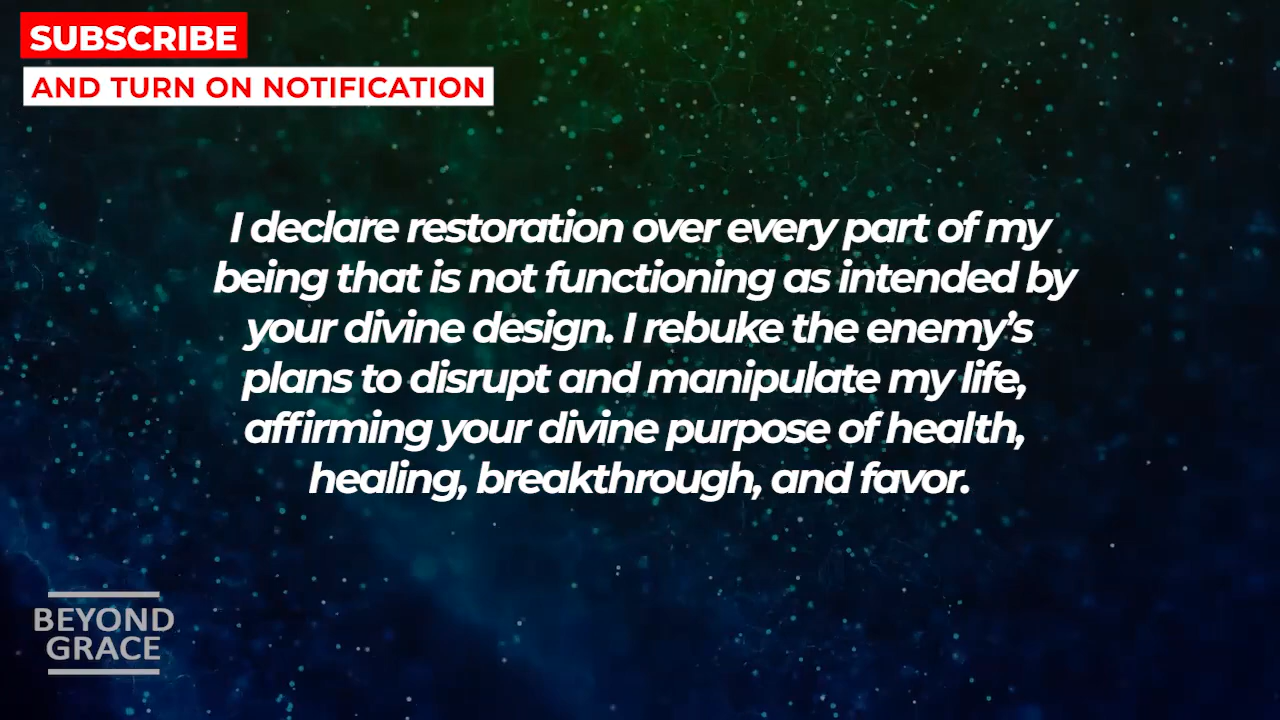 SUBSCRIBE
AND TURN ON NOTIFICATION
I declare restoration over every part of my
being that is not functioning as intended by
your divine design. I rebuke the enemy’s
plans to disrupt and manipulate my life,
affirming your divine purpose of health,
healing, breakthrough, and favor.
BEYOND
GRACE